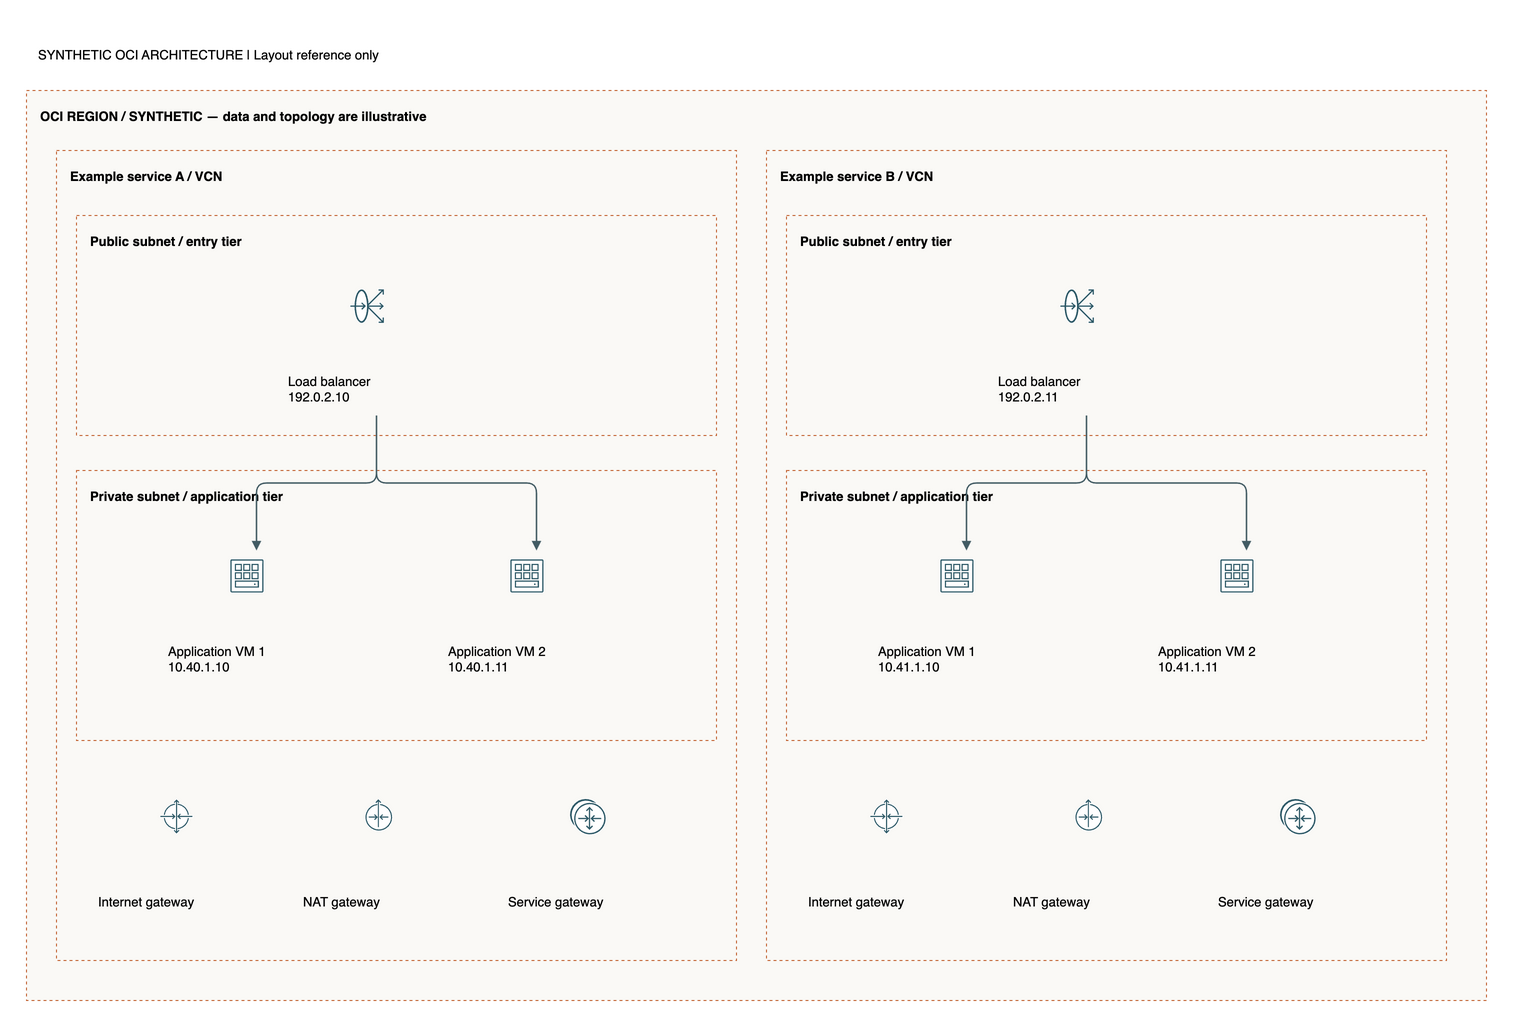 SYNTHETIC OCI ARCHITECTURE | Layout reference only
OCI REGION / SYNTHETIC — data and topology are illustrative
Example service A / VCN
Public subnet / entry tier
Load balancer
192.0.2.10
Private subnet / application tier
Application VM 1
10.40.1.10
Application VM 2
10.40.1.11
Internet gateway
NAT gateway
Service gateway
Example service B / VCN
Public subnet / entry tier
Load balancer
192.0.2.11
Private subnet / application tier
Application VM 1
10.41.1.10
Application VM 2
10.41.1.11
Internet gateway
NAT gateway
Service gateway